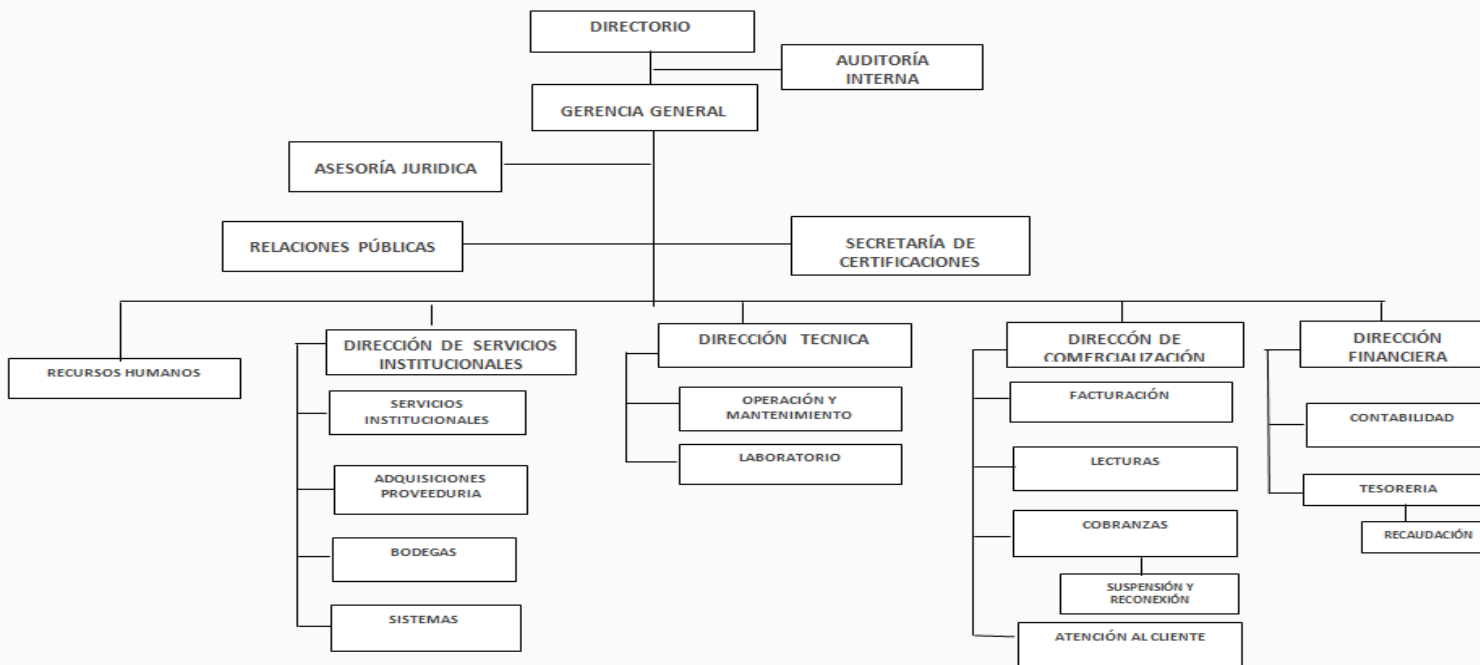 DIRECTORIO
AUDITORÍA
INTERNA
GERENCIA GENERAL
ASESORÍA JURIDICA
RELACIONES PÚBLICAS
SECRETARÍA DE
CERTIFICACIONES
RECURSOS HUMANOS
DIRECCIÓN DE SERVICIOS
INSTITUCIONALES
SERVICIOS
INSTITUCIONALES
ADQUISICIONES
PROVEEDURIA
BODEGAS
SISTEMAS
DIRECCIÓN TECNICA
OPERACIÓN Y
MANTENIMIENTO
LABORATORIO
DIRECCÓN DE
COMERCIALIZACIÓN
FACTURACIÓN
LECTURAS
COBRANZAS
SUSPENSIÓN Y
RECONEXIÓN
ATENCIÓN AL CLIENTE
DIRECCIÓN
FINANCIERA
CONTABILIDAD
TESORERIA
RECAUDACIÓN